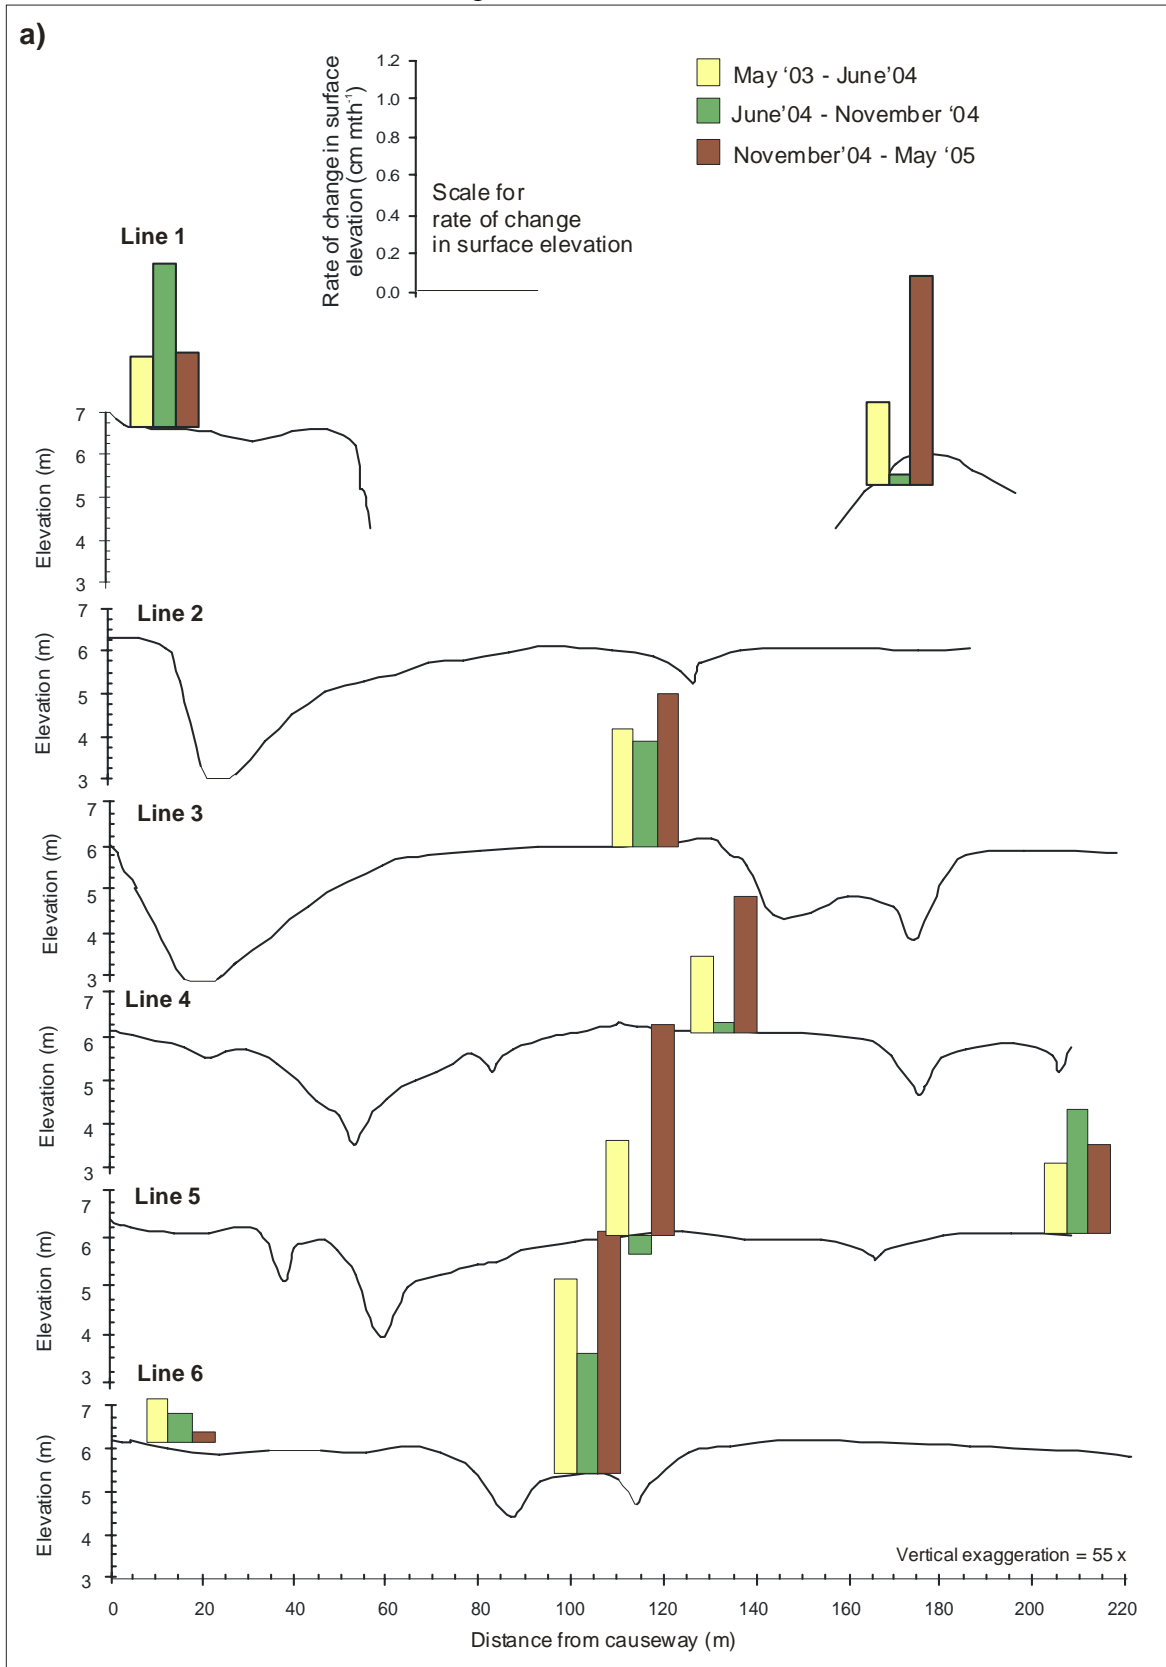 a)
Rate of change in surface
elevation (cm mth-1)
1.2
1.0
0.8
0.6
0.4
0.2
0.0
Scale for
rate of change
in surface elevation
May ‘03 - June’04
June’04 - November ‘04
November’04 - May ‘05
Line 1
Elevation (m)
7
6
5
4
3
Line 2
Elevation (m)
7
6
5
4
3
Line 3
Elevation (m)
7
6
5
4
3
Line 4
Elevation (m)
7
6
5
4
3
Line 5
Elevation (m)
7
6
5
4
3
Line 6
Elevation (m)
7
6
5
4
3
Vertical exaggeration = 55 x
0 20 40 60 80 100 120 140 160 180 200 220
Distance from causeway (m)